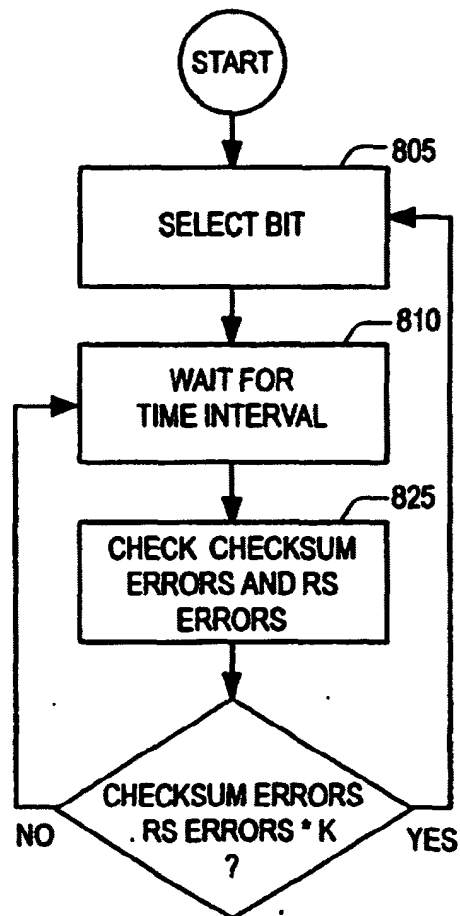 START
805
SELECT BIT
810
WAIT FOR
TIME INTERVAL
825
CHECK CHECKSUM
ERRORS AND RS
ERRORS
CHECKSUM ERRORS
RS ERRORS * K
?
NO
YES